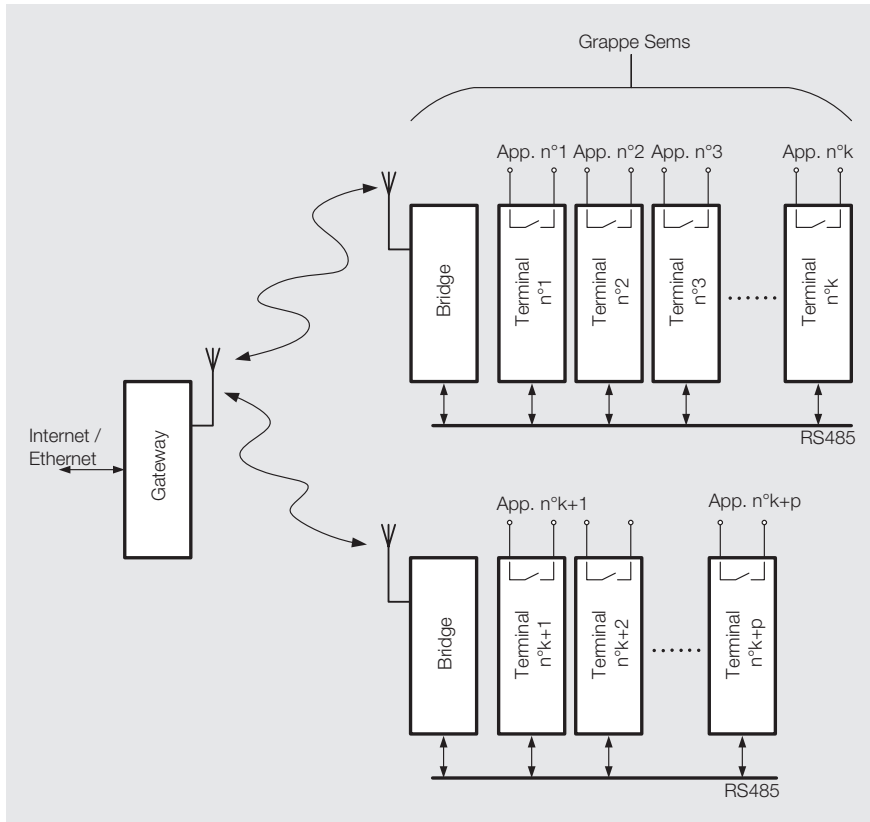 Grappe Sems
App. n°1 App. n°2 App. n°3 App. n°k
Bridge
Terminal
n°1
Terminal
n°2
Terminal
n°3
Terminal
n°k
RS485
Internet /
Ethernet
Gateway
App. n°k+1 App. n°k+p
Bridge
Terminal
n°k+1
Terminal
n°k+2
Terminal
n°k+p
RS485